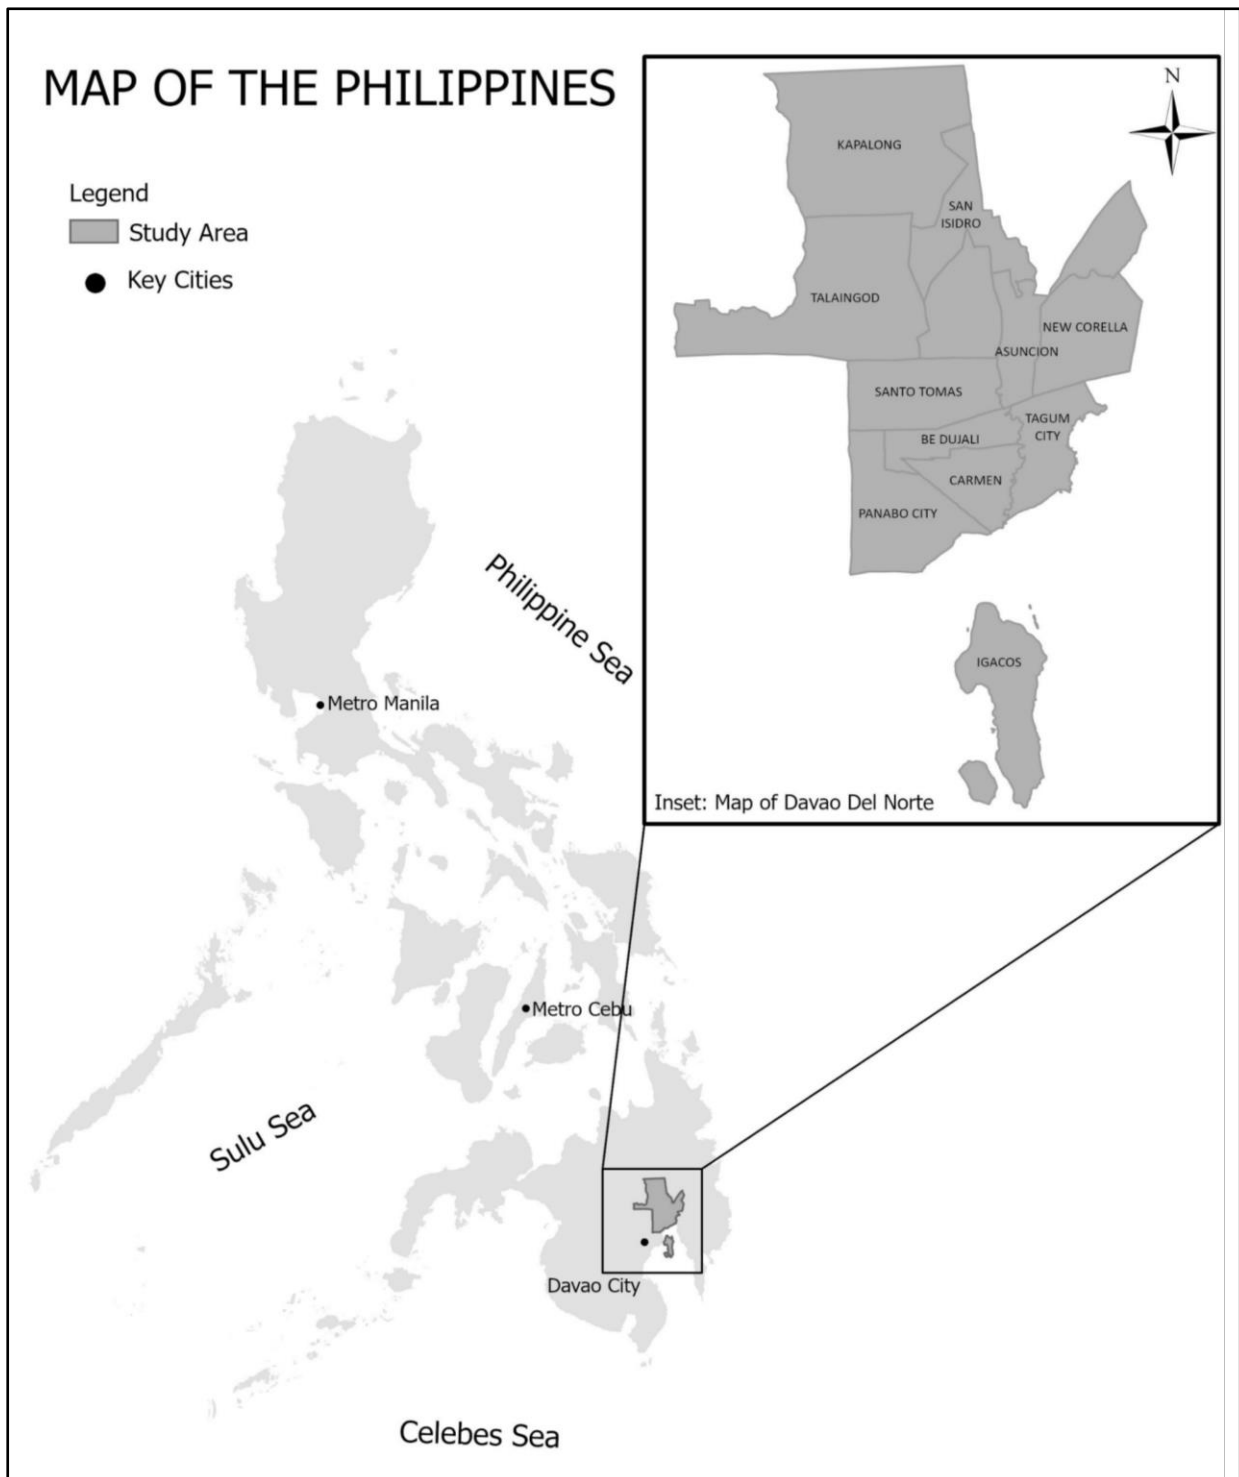 MAP OF THE PHILIPPINES
Legend
Study Area
Key Cities
N
KAPALONG
SAN
ISIDRO
TALAINGOD
NEW CORELLA
ASUNCION
SANTO TOMAS
TAGUM
CITY
BE DUJALI
CARMEN
PANABO CITY
IGACOS
Inset: Map of Davao Del Norte
Philippine Sea
Metro Manila
Metro Cebu
Sulu Sea
Davao City
Celebes Sea